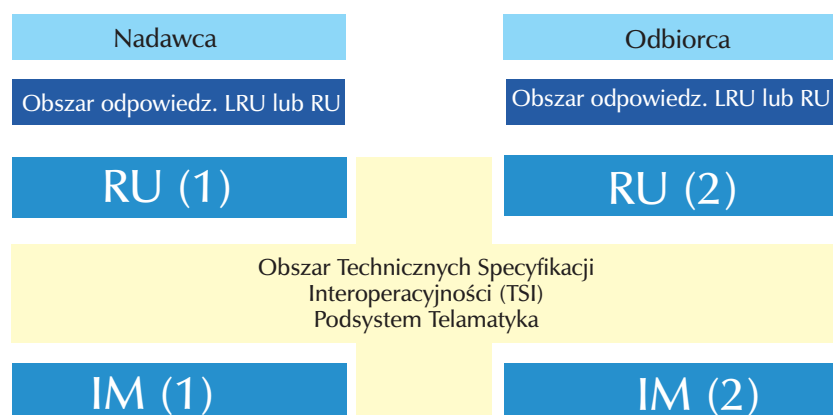 Nadawca
Odbiorca
Obszar odpowiedz. LRU lub RU
Obszar odpowiedz. LRU lub RU
RU (1)
RU (2)
Obszar Technicznych Specyfikacji
Interoperacyjności (TSI)
Podsystem Telamatyka
IM (1)
IM (2)